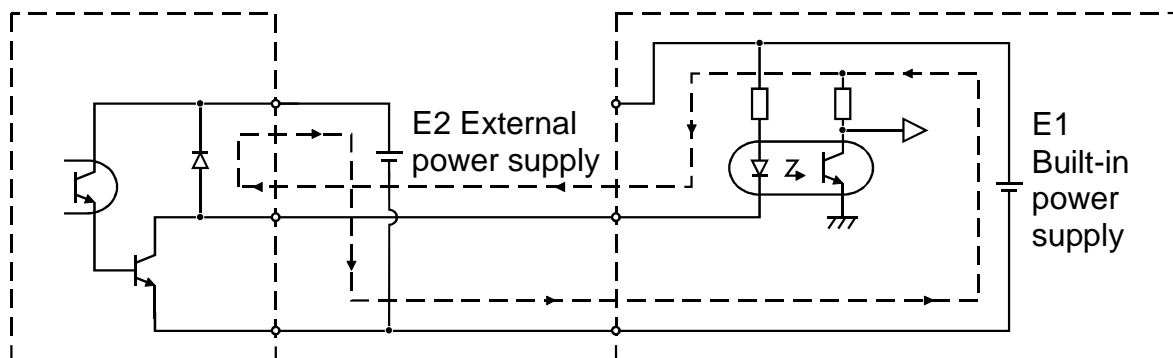 E2 External
power supply
E1
Built-in
power
supply